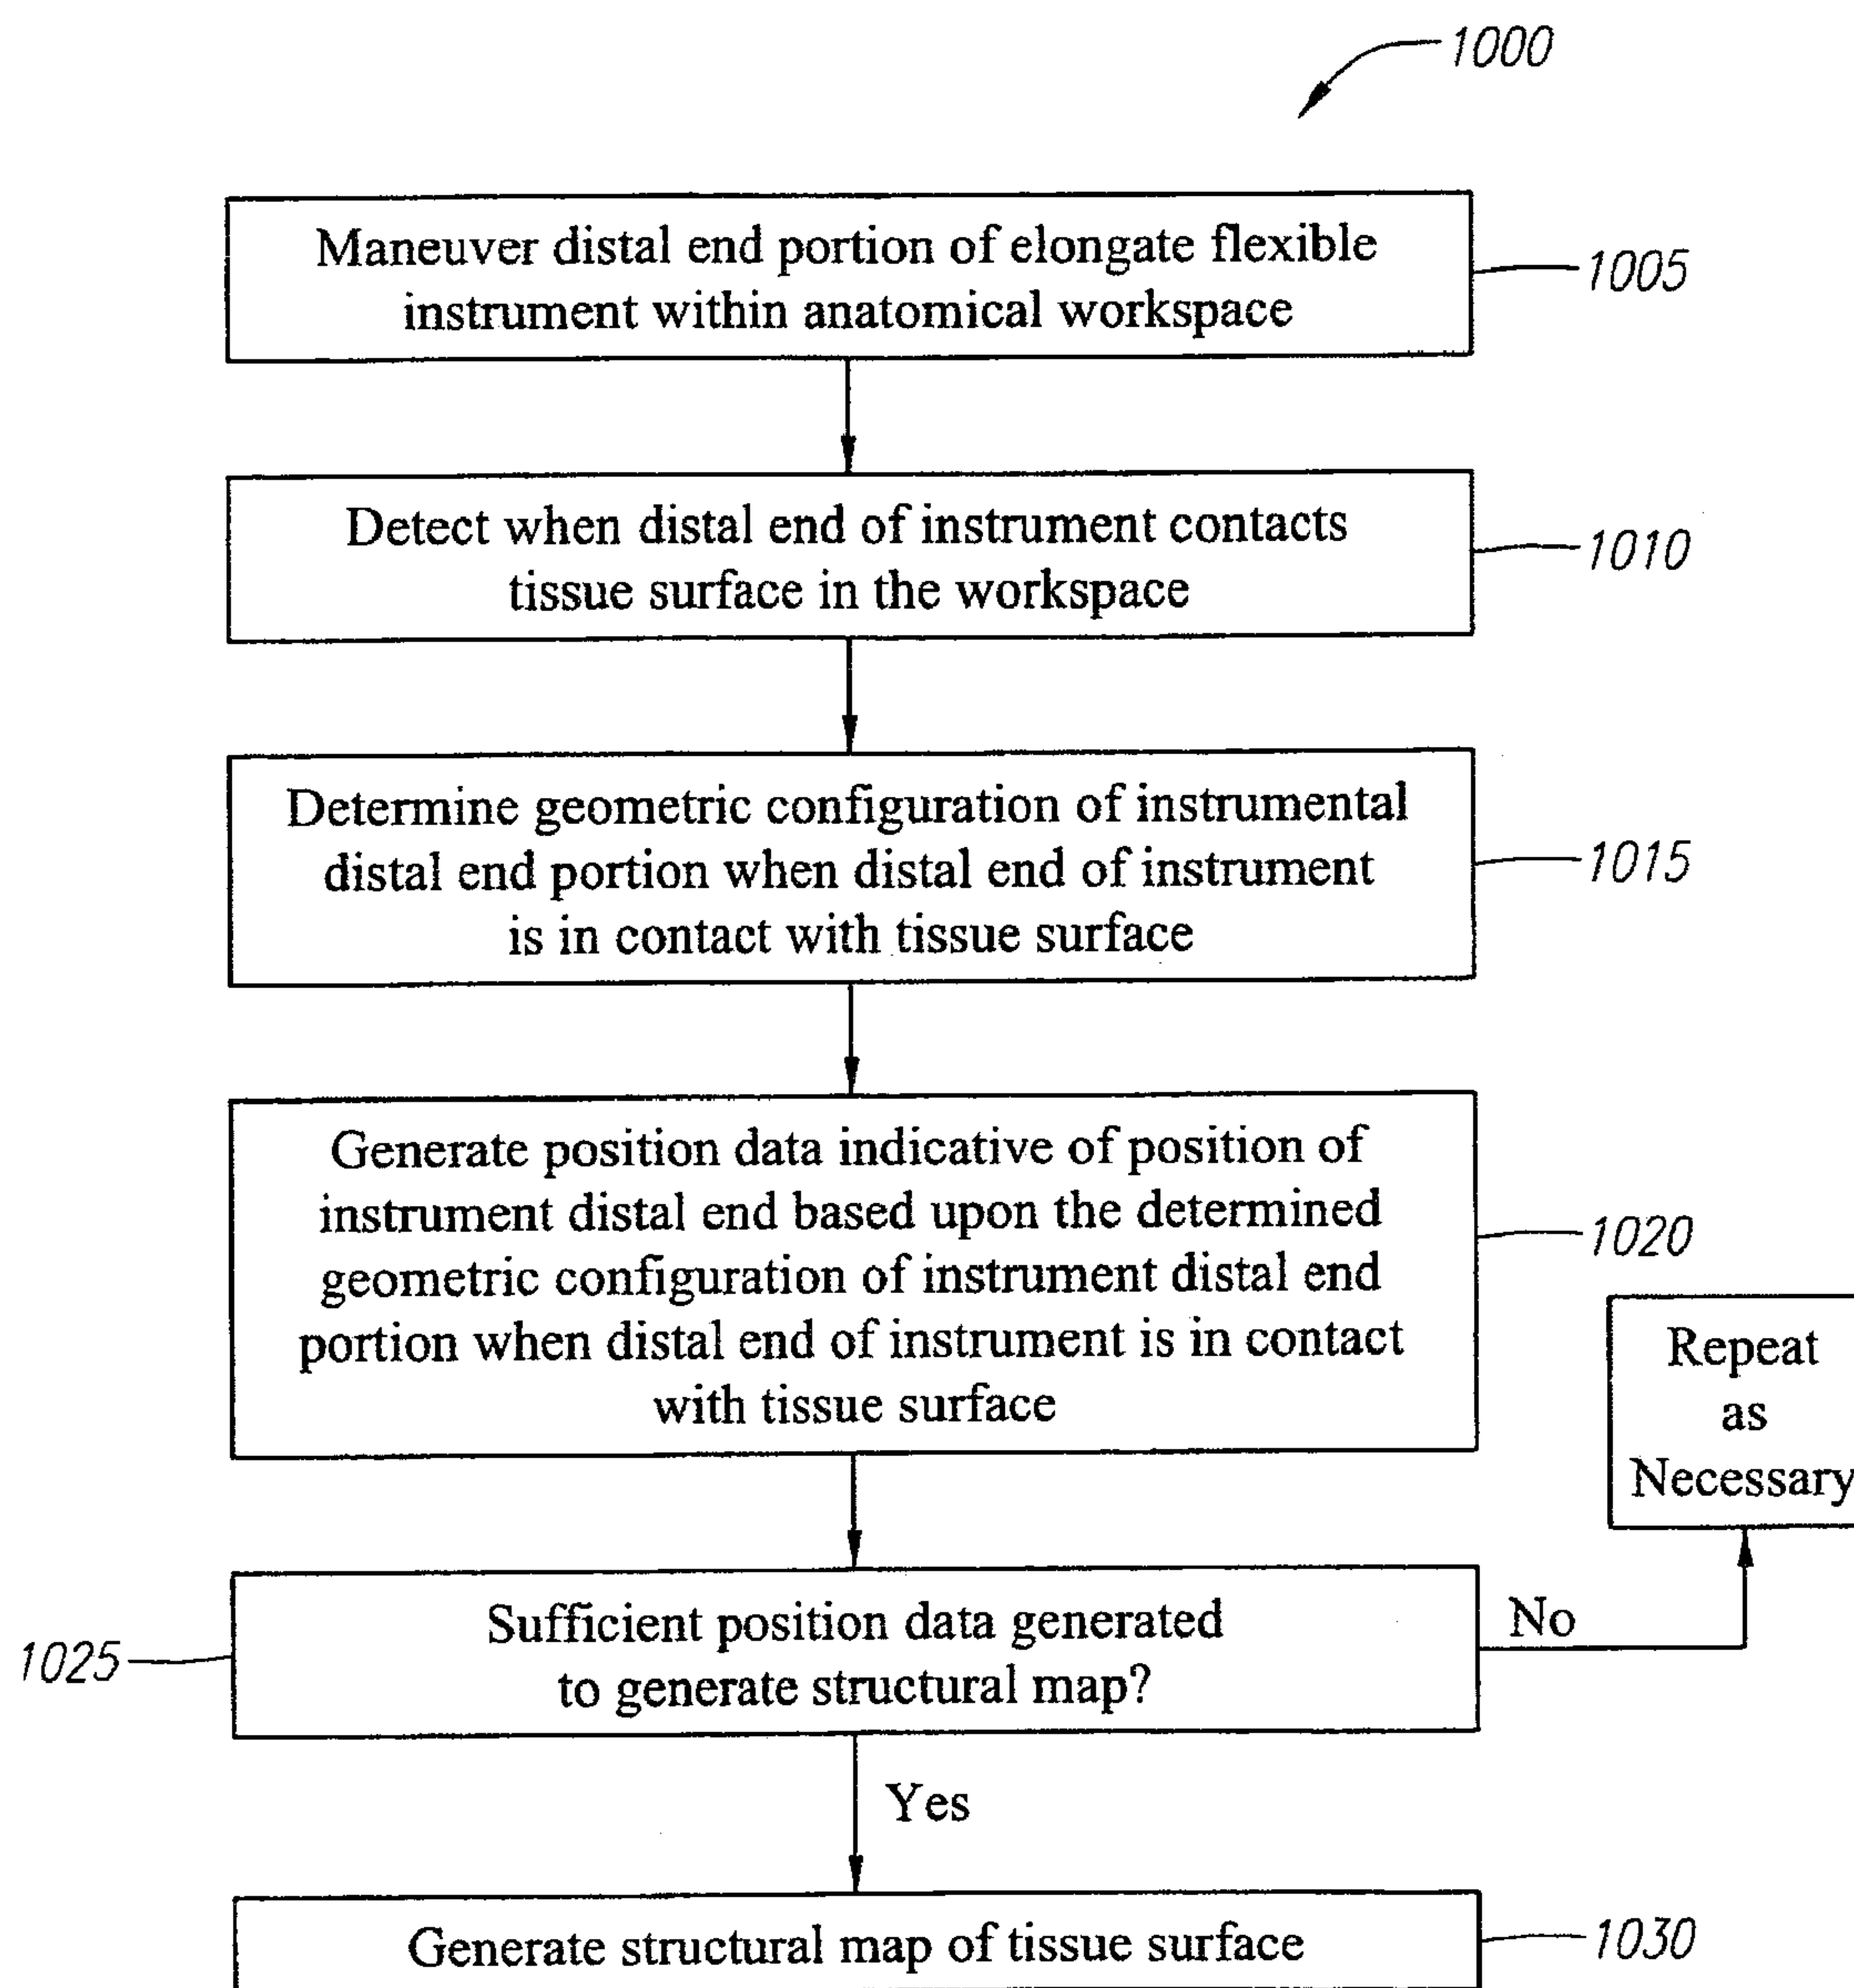 1000
Maneuver distal end portion of elongate flexible
instrument within anatomical workspace
1005
Detect when distal end of instrument contacts
tissue surface in the workspace
1010
Determine geometric configuration of instrumental
distal end portion when distal end of instrument
is in contact with tissue surface
1015
Generate position data indicative of position of
instrument distal end based upon the determined
geometric configuration of instrument distal end
portion when distal end of instrument is in contact
with tissue surface
1020
Repeat
as
Necessary
Sufficient position data generated
to generate structural map?
1025
No
Yes
Generate structural map of tissue surface
1030